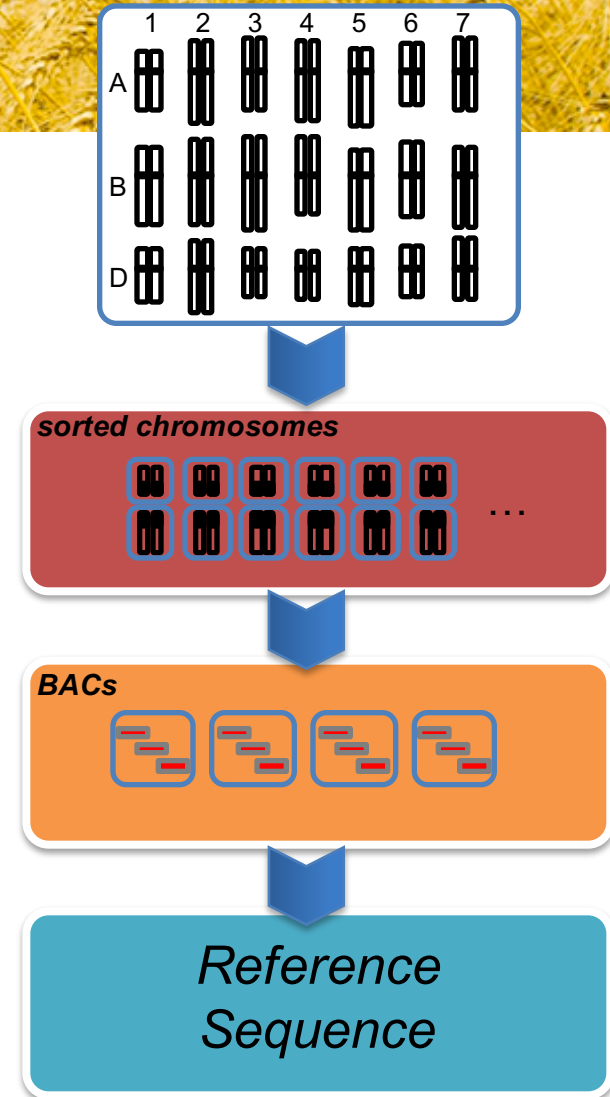 1 2 3 4 5 6 7
A
B
D
sorted chromosomes
...
BACs
Reference
Sequence